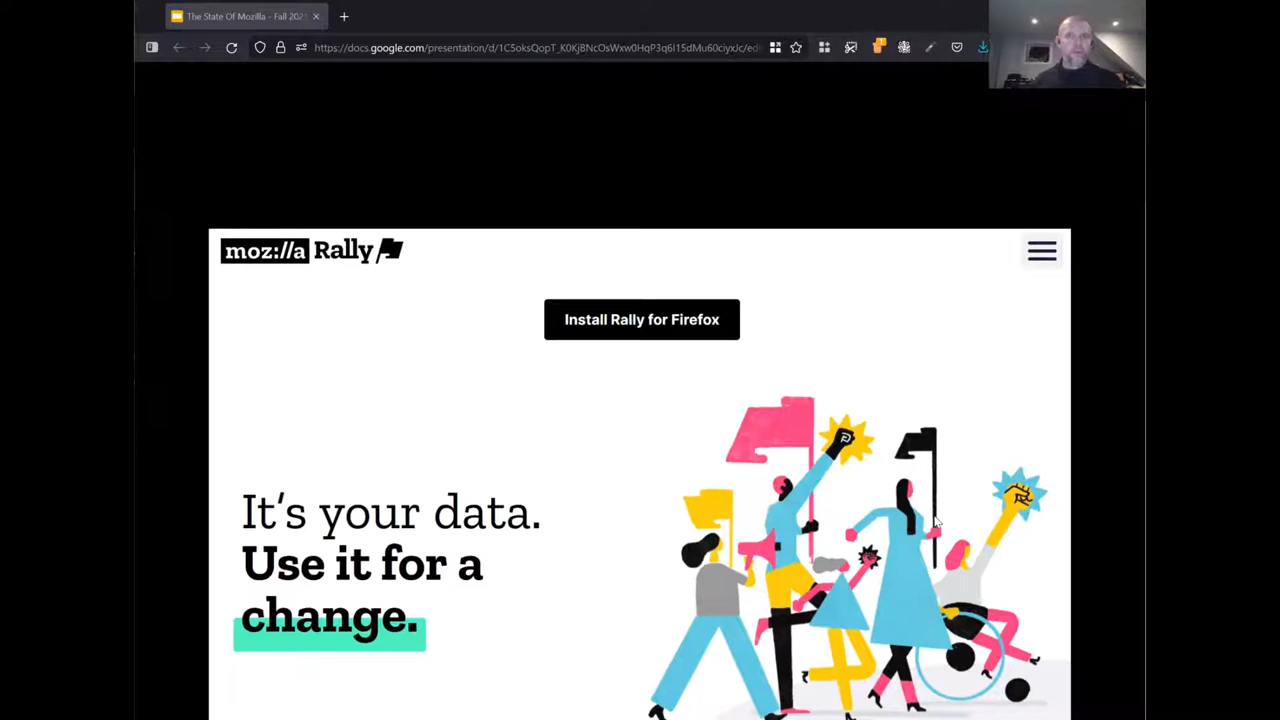 The State Of Mozilla - Fall 2021
https://docs.google.com/presentation/d/1C5oksQopT_K0KjBNcOsWxw0HqP3q6I15dMu60ciyxJc/ed
moz://a Rally
Install Rally for Firefox
It's your data.
Use it for a
change.